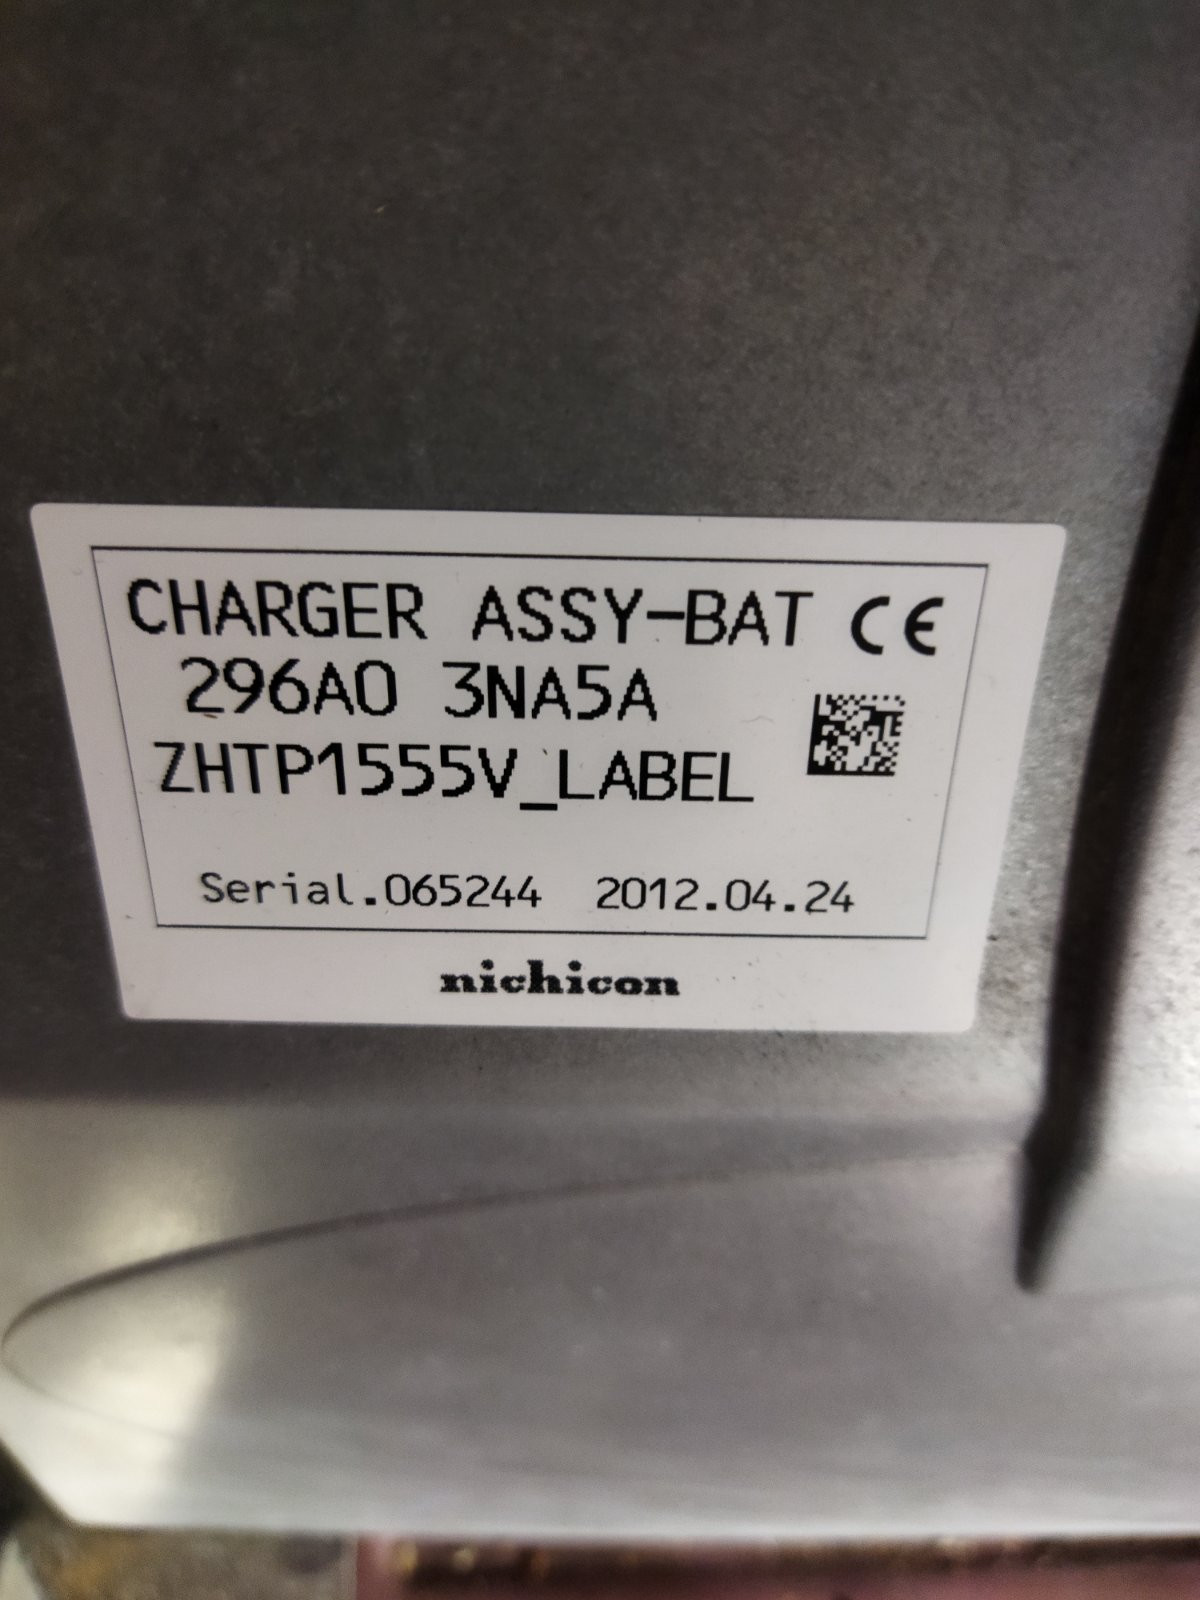 CHARGER ASSY-BAT CE
296A0 3NA5A
ZHTP1555V_LABEL
Serial.065244 2012.04.24
nichicon